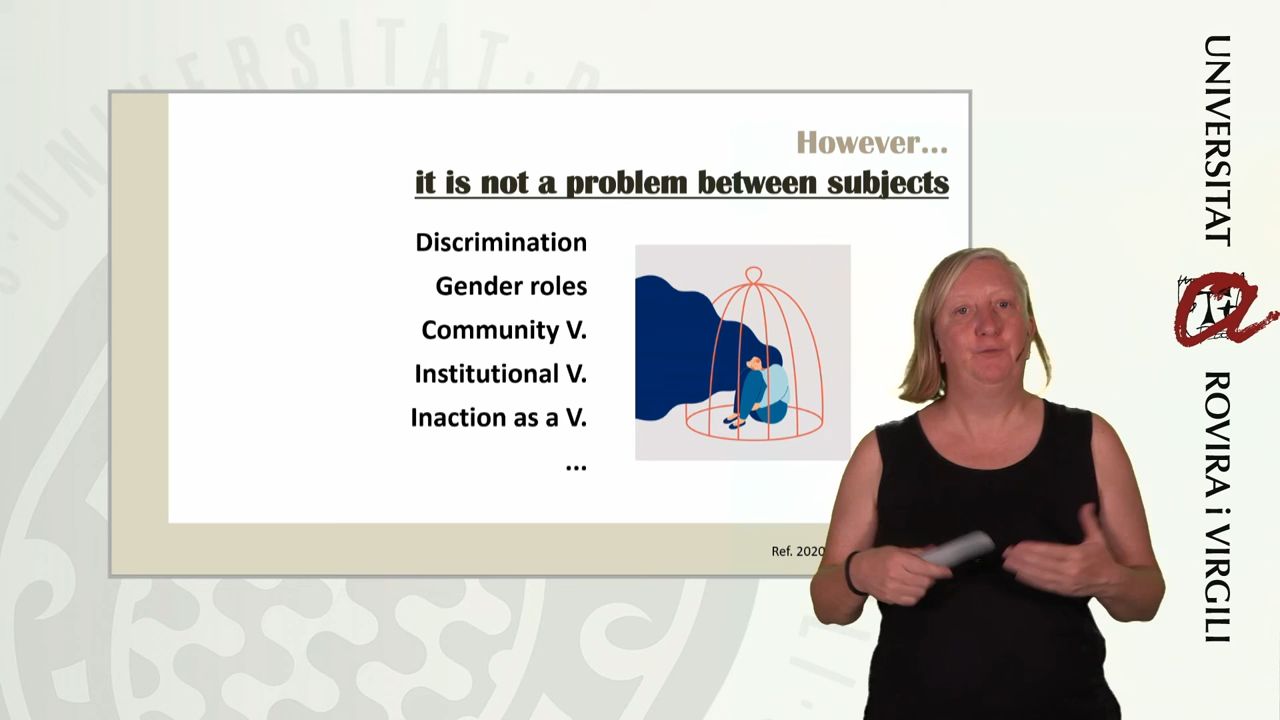 However...
it is not a problem between subjects
Discrimination
Gender roles
Community V.
Institutional V.
Inaction as a V.
...
Ref. 2020
UNIVERSITAT ROVIRA i VIRGILI